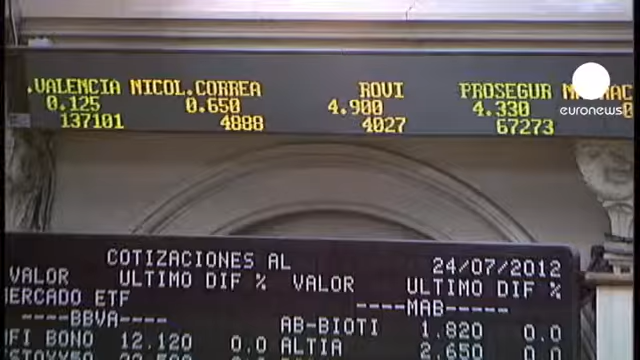 .VALENCIA NICOL.CORREA ROVI PROSEGUR
0.125 0.650 4.900 4.330
137101 4888 4027 67273
euronews
COTIZACIONES AL 24/07/2012
VALOR ULTIMO DIF % VALOR ULTIMO DIF %
MERCADO ETF ----MAB-----
----BBVA----
AB-BIOTI 1.820 0.0
FI BONO 12.120 0.0 ALTIA 2.650 0.0